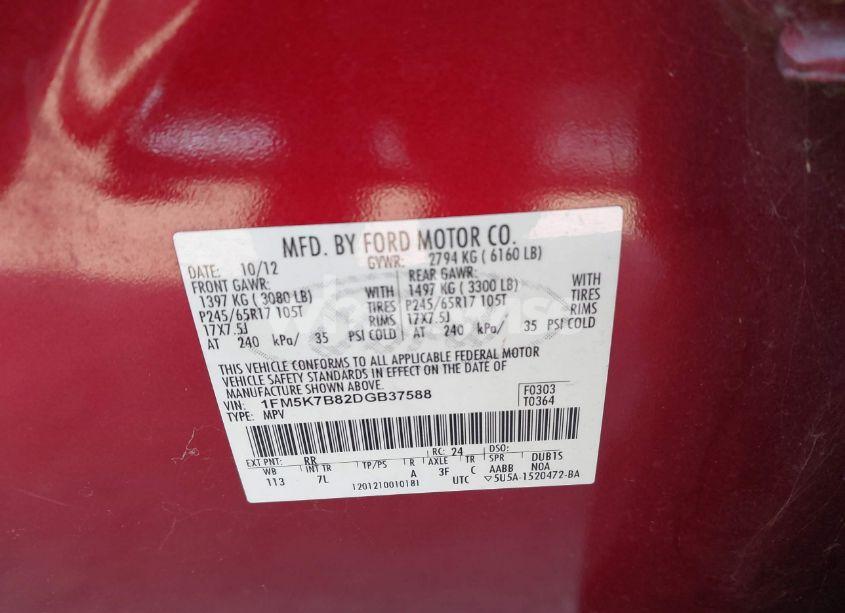 MFD. BY FORD MOTOR CO.
DATE: 10/12 GVWR: 2794 KG ( 6160 LB)
FRONT GAWR: REAR GAWR:
1397 KG ( 3080 LB) WITH 1497 KG ( 3300 LB) WITH
P245/65R17 105T TIRES P245/65R17 105T TIRES
17X7.5J RIMS 17X7.5J RIMS
AT 240 kPa/ 35 PSI COLD AT 240 kPa/ 35 PSI COLD
THIS VEHICLE CONFORMS TO ALL APPLICABLE FEDERAL MOTOR
VEHICLE SAFETY STANDARDS IN EFFECT ON THE DATE OF
MANUFACTURE SHOWN ABOVE.
VIN: 1FM5K7B82DGB37588 F0303
TYPE: MPV T0364
EXT PNT: RR RC: 24 DSO:
WB INT TR TP/PS R AXLE TR SPR DUB1S
113 7L A 3F C AABB N0A
120121001018I UTC ▽5U5A-1520472-BA